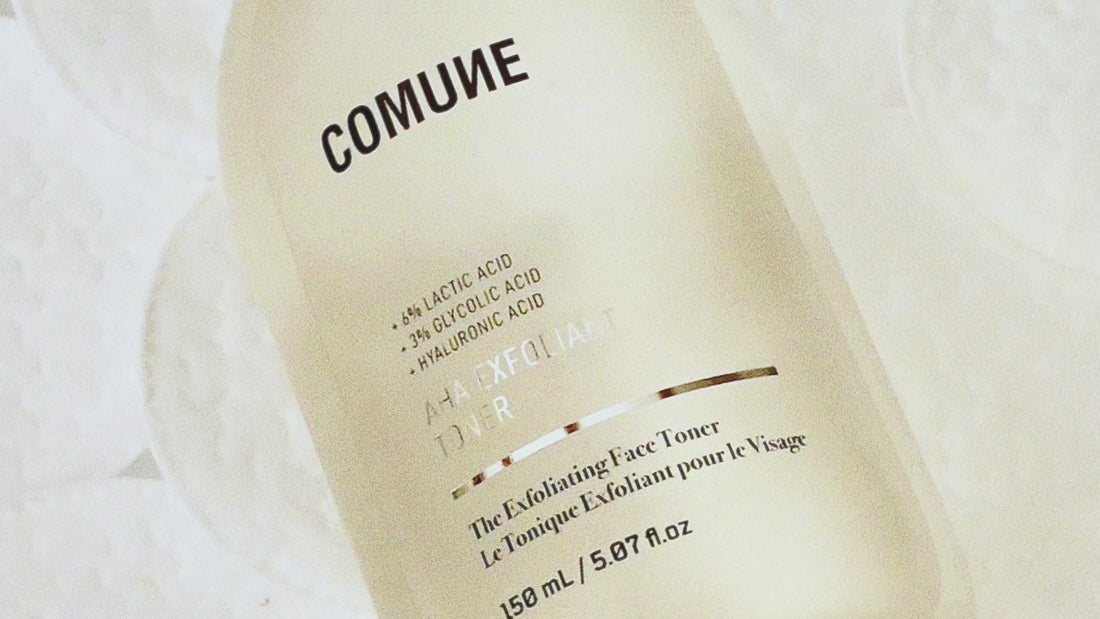 COMUNE
+ 6% LACTIC ACID
+ 3% GLYCOLIC ACID
+ HYALURONIC ACID
AHA EXFOLIANT
TONER
The Exfoliating Face Toner
Le Tonique Exfoliant pour le Visage
150 mL / 5.07 fl.oz